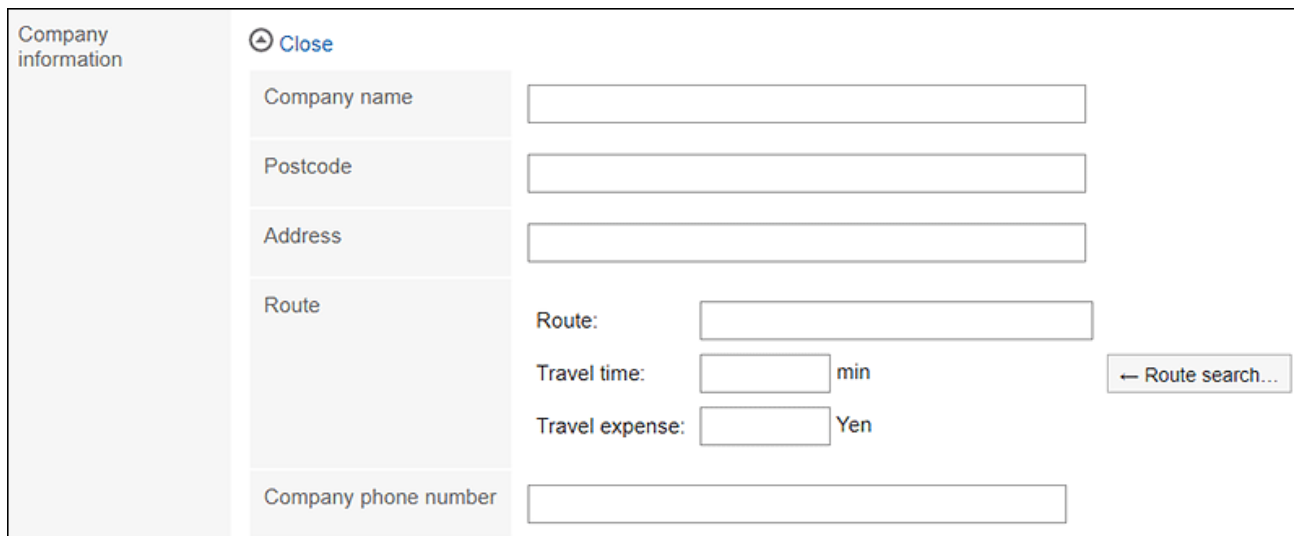 Company
information
Close
Company name
Postcode
Address
Route
Route:
Travel time:
min
← Route search...
Travel expense:
Yen
Company phone number